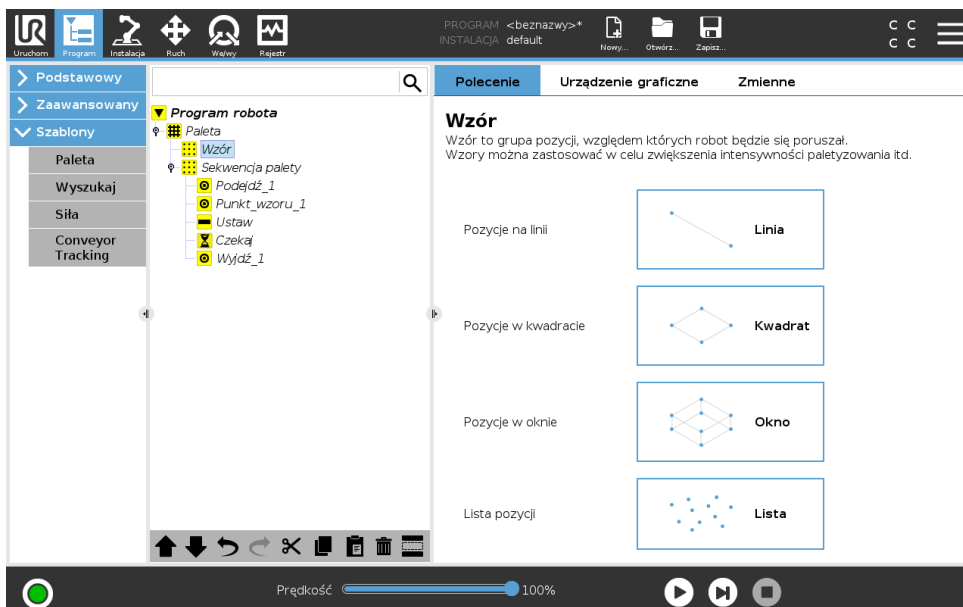 PROGRAM <beznazwy>*
INSTALACJA default
Uruchom Program Instalacja Ruch We/wy Rejestr Nowy... Otwórz... Zapisz...
C C
C C
Podstawowy
Zaawansowany
Szablony
Paleta
Wyszukaj
Siła
Conveyor
Tracking
Program robota
Paleta
Wzór
Sekwencja palety
Podejdź_1
Punkt_wzoru_1
Ustaw
Czekaj
Wyjdź_1
Polecenie Urządzenie graficzne Zmienne
Wzór
Wzór to grupa pozycji, względem których robot będzie się poruszał.
Wzory można zastosować w celu zwiększenia intensywności paletyzowania itd.
Pozycje na linii Linia
Pozycje w kwadracie Kwadrat
Pozycje w oknie Okno
Lista pozycji Lista
Prędkość 100%